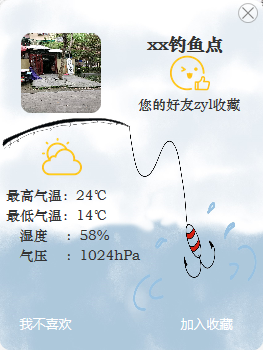 xx钓鱼点
您的好友zyl收藏
最高气温：24℃
最低气温：14℃
湿度　：58%
气压　：1024hPa
我不喜欢
加入收藏